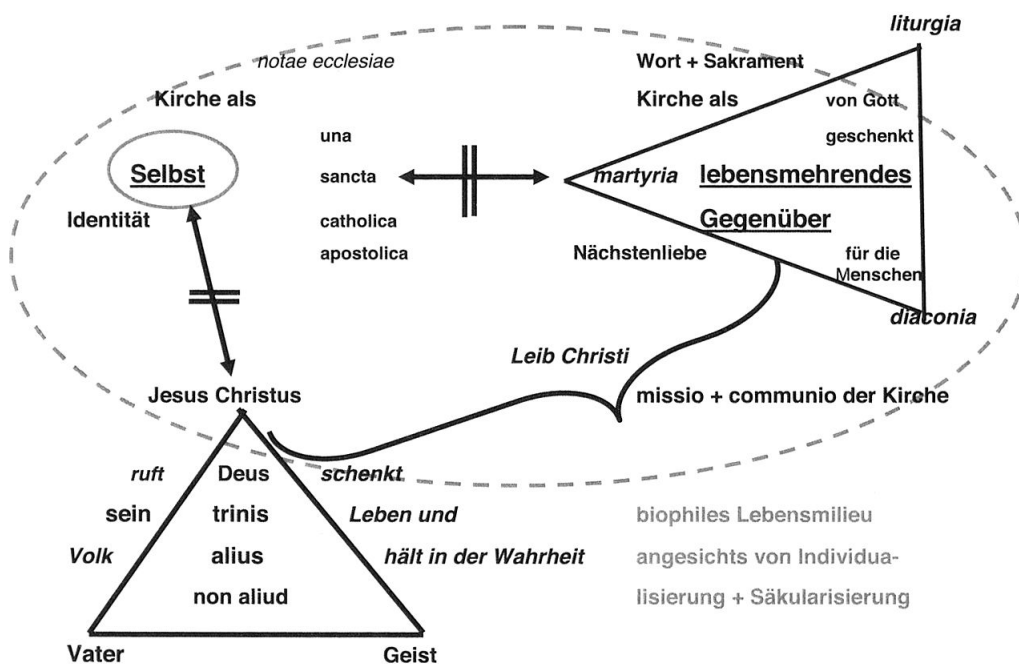 liturgia
notae ecclesiae
Wort + Sakrament
Kirche als
Kirche als
von Gott
una
geschenkt
Selbst
sancta
martyria
lebensmehrendes
Identität
catholica
Gegenüber
apostolica
Nächstenliebe
für die
Menschen
diaconia
Leib Christi
Jesus Christus
missio + communio der Kirche
ruft
Deus
schenkt
sein
trinis
Leben und
biophiles Lebensmilieu
Volk
alius
hält in der Wahrheit
angesichts von Individua-
non aliud
lisierung + Säkularisierung
Vater
Geist